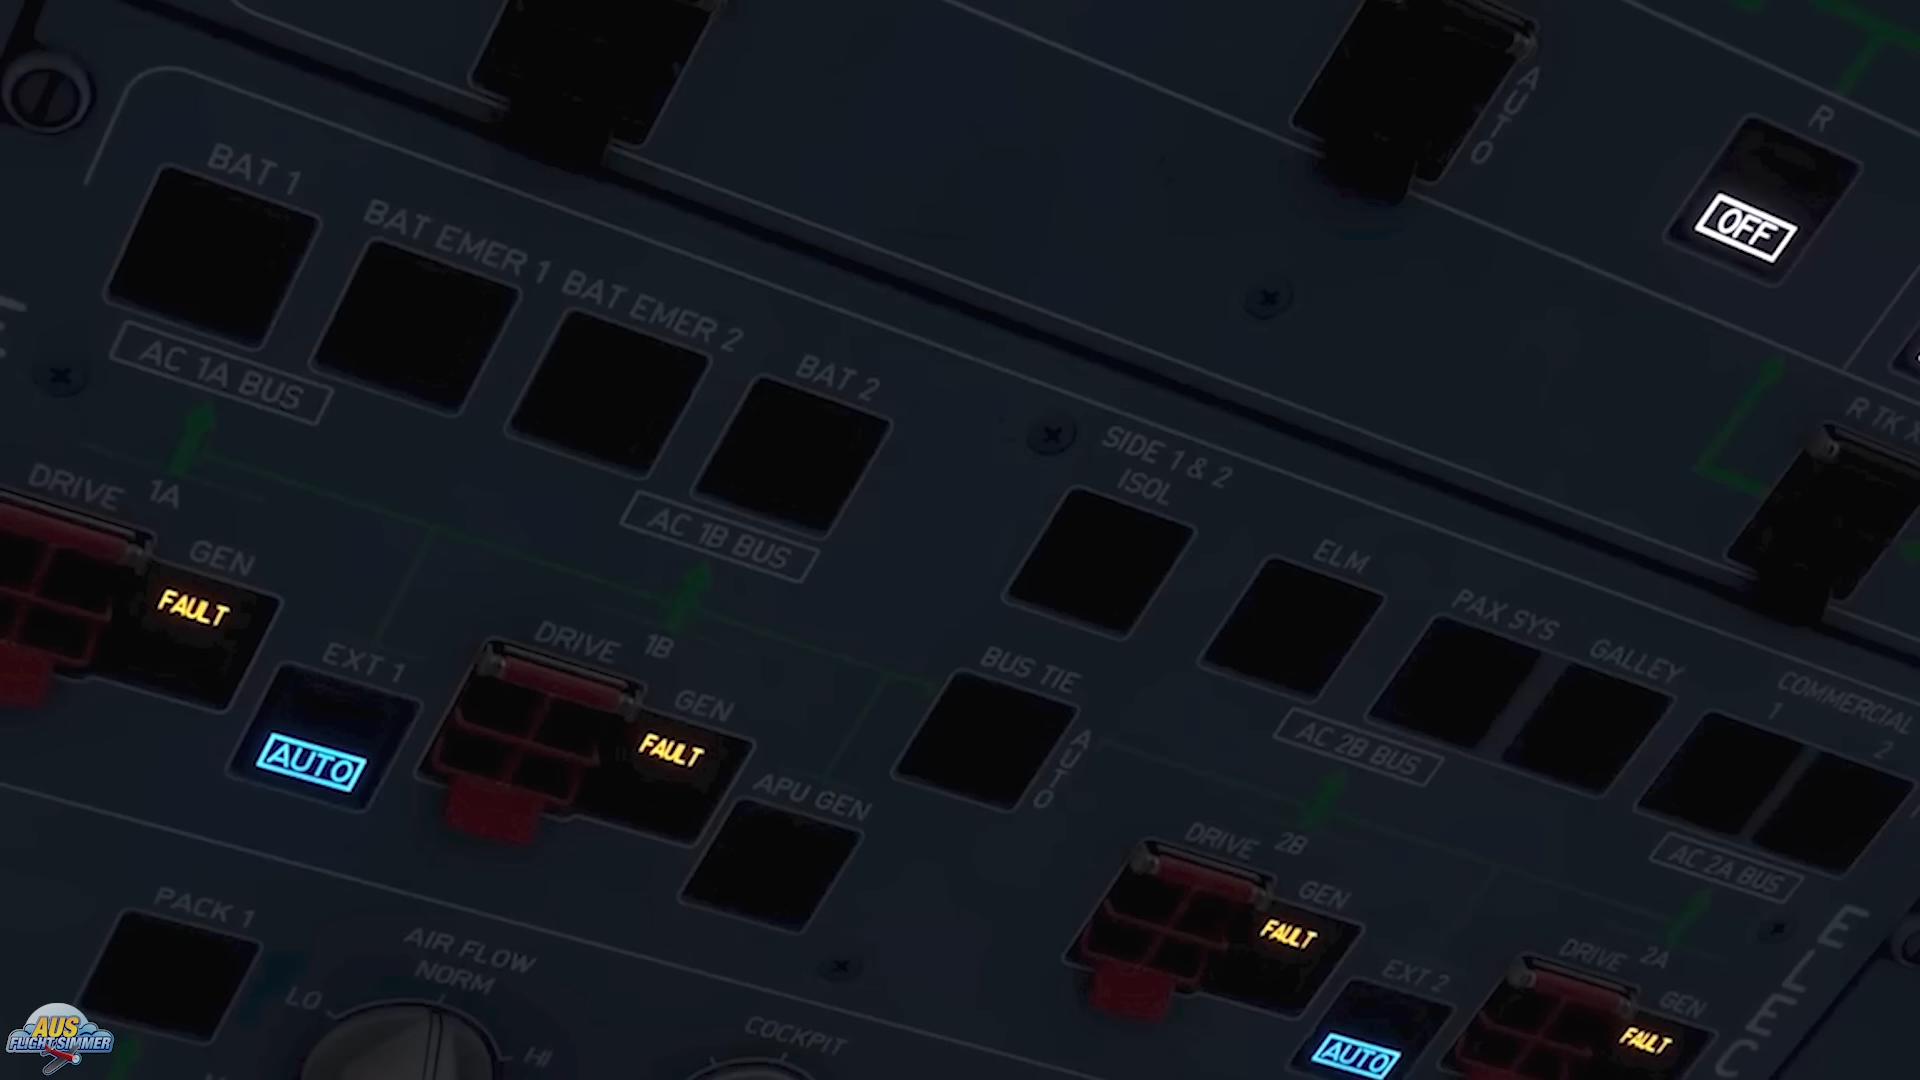 R
OFF
AUTO
BAT 1
BAT EMER 1
BAT EMER 2
BAT 2
AC 1A BUS
AC 1B BUS
R TK X
SIDE 1 & 2
ISOL
ELM
PAX SYS
GALLEY
COMMERCIAL
1
2
DRIVE 1A
GEN
FAULT
EXT 1
AUTO
DRIVE 1B
GEN
FAULT
APU GEN
BUS TIE
AUTO
AC 2B BUS
AC 2A BUS
DRIVE 2B
GEN
FAULT
EXT 2
AUTO
DRIVE 2A
GEN
FAULT
ELEC
PACK 1
AIR FLOW
NORM
LO
HI
COCKPIT
AUS
FLIGHTSIMMER